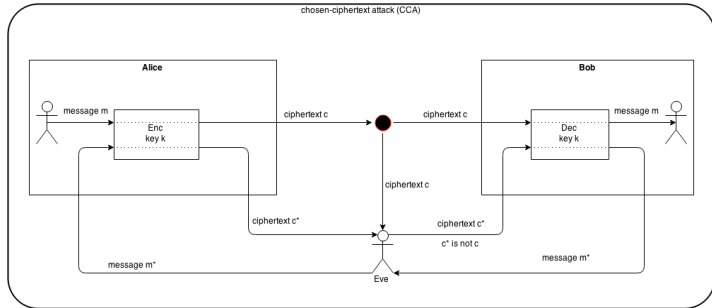 chosen-ciphertext attack (CCA)
Alice
Bob
message m
ciphertext c
ciphertext c
message m
Enc
key k
Dec
key k
ciphertext c
ciphertext c*
ciphertext c*
c* is not c
message m*
message m*
Eve